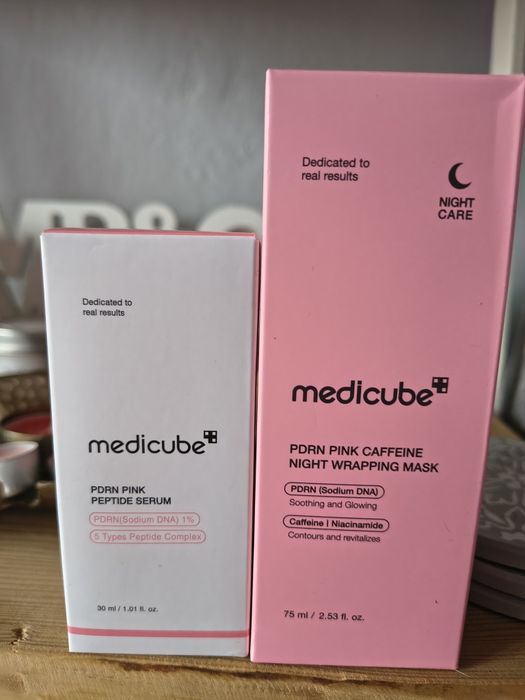 Dedicated to
real results
medicube
PDRN PINK
PEPTIDE SERUM
PDRN(Sodium DNA) 1%
5 Types Peptide Complex
30 ml / 1.01 fl. oz.
Dedicated to
real results
NIGHT
CARE
medicube
PDRN PINK CAFFEINE
NIGHT WRAPPING MASK
PDRN (Sodium DNA)
Soothing and Glowing
Caffeine | Niacinamide
Contours and revitalizes
75 ml / 2.53 fl. oz.